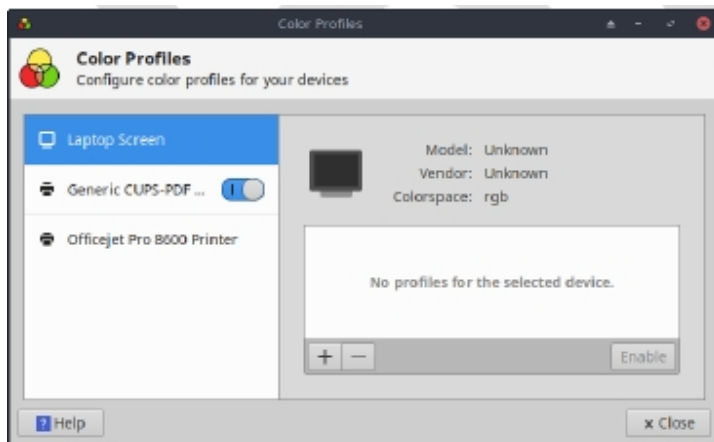 Color Profiles
Color Profiles
Configure color profiles for your devices
Laptop Screen
Generic CUPS-PDF ...
Officejet Pro 8600 Printer
Model: Unknown
Vendor: Unknown
Colorspace: rgb
No profiles for the selected device.
+ −
Enable
? Help
x Close